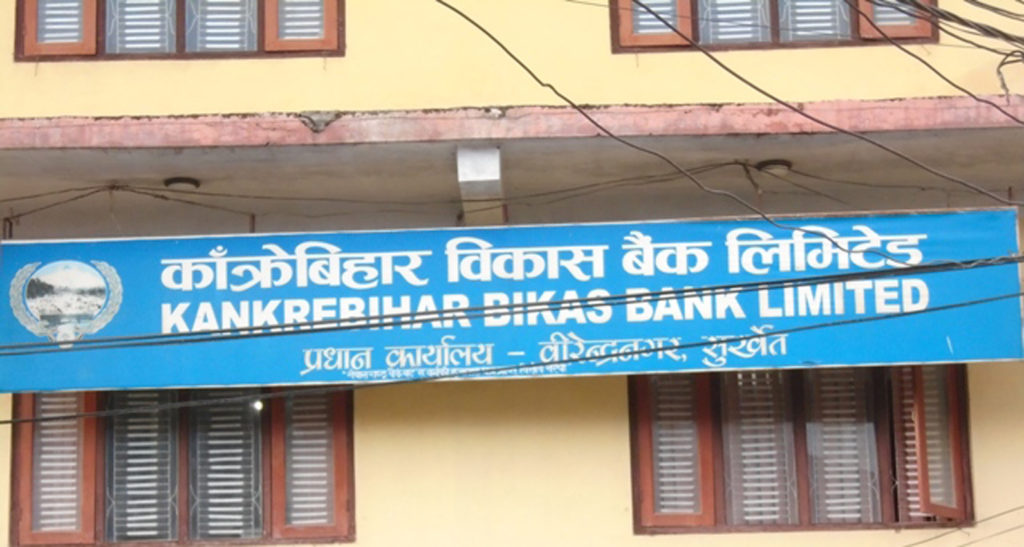 काँक्रेबिहार विकास बैंक लिमिटेड
KANKREBIHAR BIKAS BANK LIMITED
प्रधान कार्यालय – वीरेन्द्रनगर, सुर्खेत